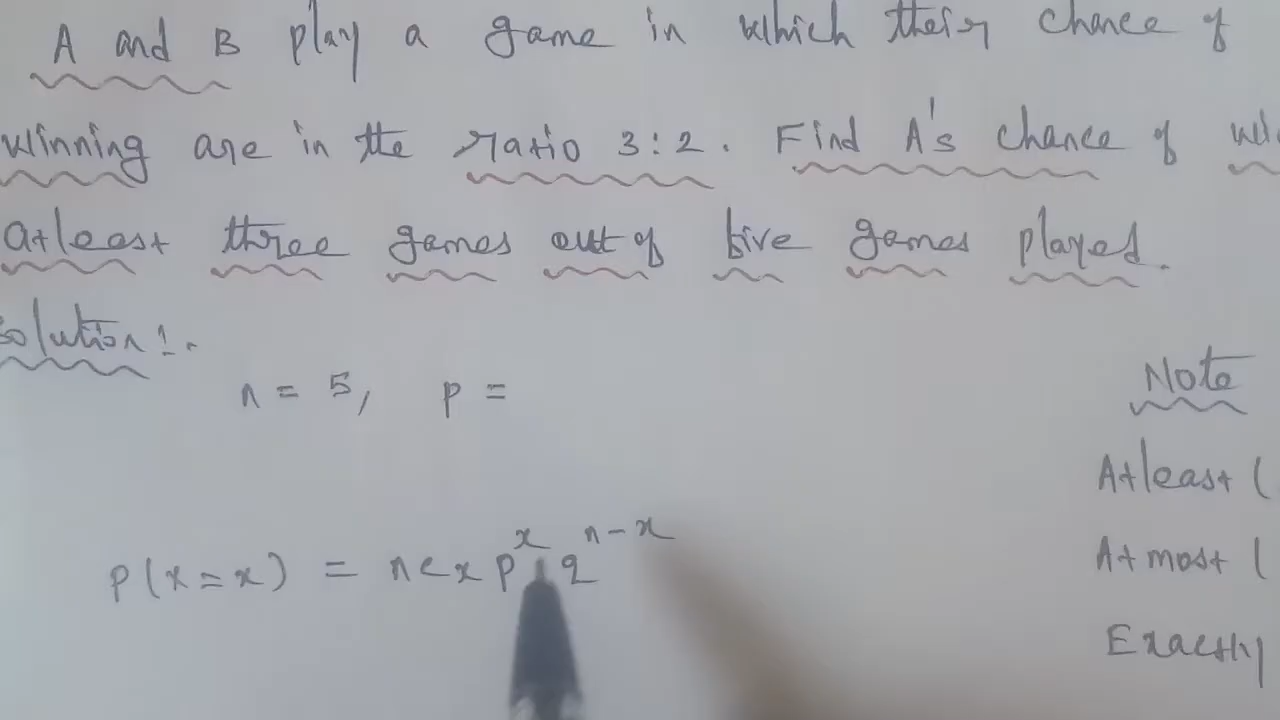 A and B play a game in which their chance of
winning are in the ratio 3:2. Find A's chance of
atleast three games out of five games played.
Solution:-
n = 5, p =
Note
Atleast (
P(x=x) = ncx p^x q^n-x
Atmost (
Exactly